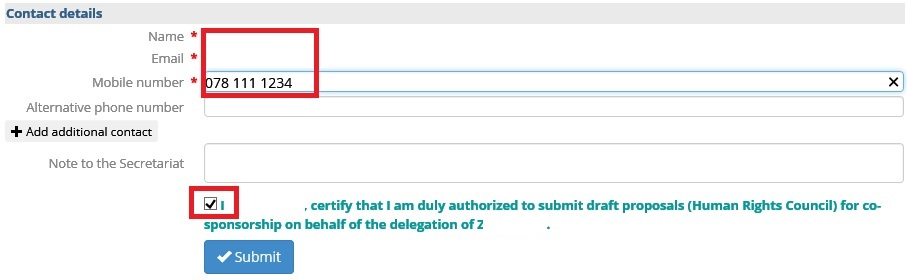 Contact details
Name *
Email *
Mobile number * 078 111 1234
Alternative phone number
Add additional contact
Note to the Secretariat
I , certify that I am duly authorized to submit draft proposals (Human Rights Council) for co-
sponsorship on behalf of the delegation of Z .
Submit